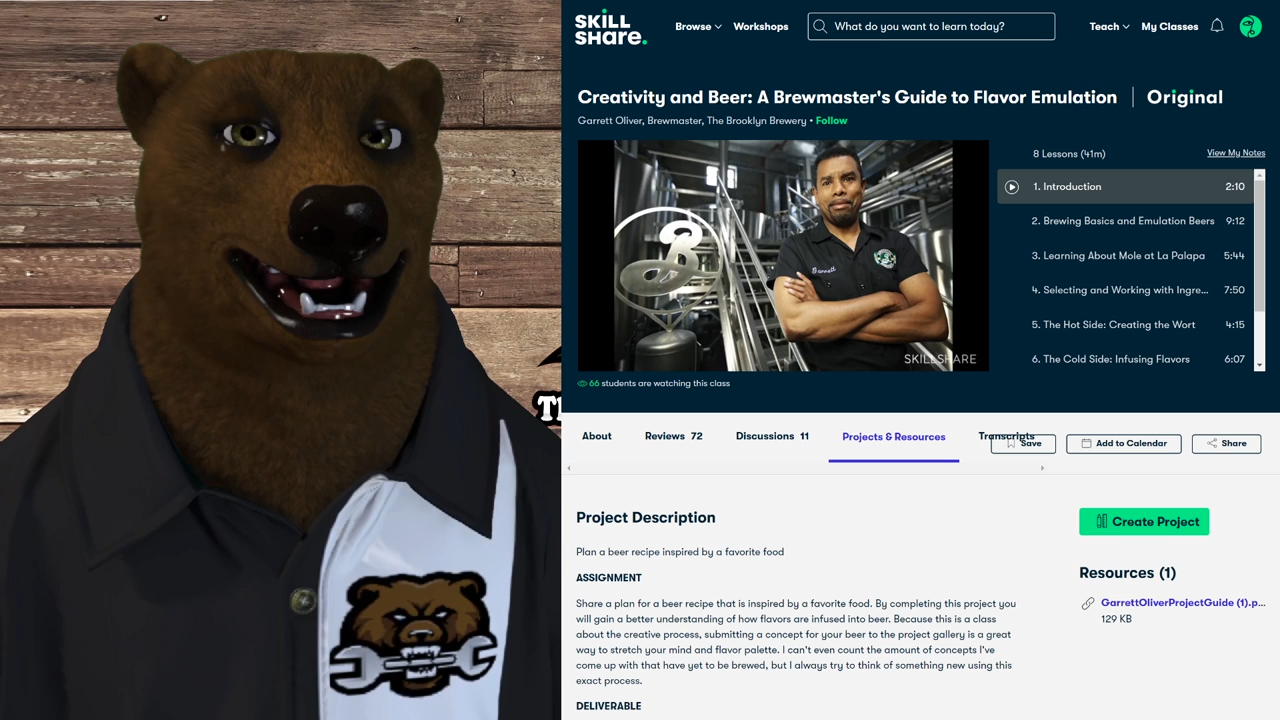 SKiLL
SHare.
Browse
Workshops
What do you want to learn today?
Teach
My Classes
Creativity and Beer: A Brewmaster's Guide to Flavor Emulation
Original
Garrett Oliver, Brewmaster, The Brooklyn Brewery • Follow
8 Lessons (41m)
View My Notes
1. Introduction 2:10
2. Brewing Basics and Emulation Beers 9:12
3. Learning About Mole at La Palapa 5:44
4. Selecting and Working with Ingre... 7:50
5. The Hot Side: Creating the Wort 4:15
6. The Cold Side: Infusing Flavors 6:07
B
Garrett
SKILLSHARE
66 students are watching this class
About
Reviews 72
Discussions 11
Projects & Resources
Transcripts
Save
Add to Calendar
Share
Project Description
Create Project
Plan a beer recipe inspired by a favorite food
ASSIGNMENT
Share a plan for a beer recipe that is inspired by a favorite food. By completing this project you
will gain a better understanding of how flavors are infused into beer. Because this is a class
about the creative process, submitting a concept for your beer to the project gallery is a great
way to stretch your mind and flavor palette. I can't even count the amount of concepts I've
come up with that have yet to be brewed, but I always try to think of something new using this
exact process.
DELIVERABLE
Resources (1)
GarrettOliverProjectGuide (1).p...
129 KB